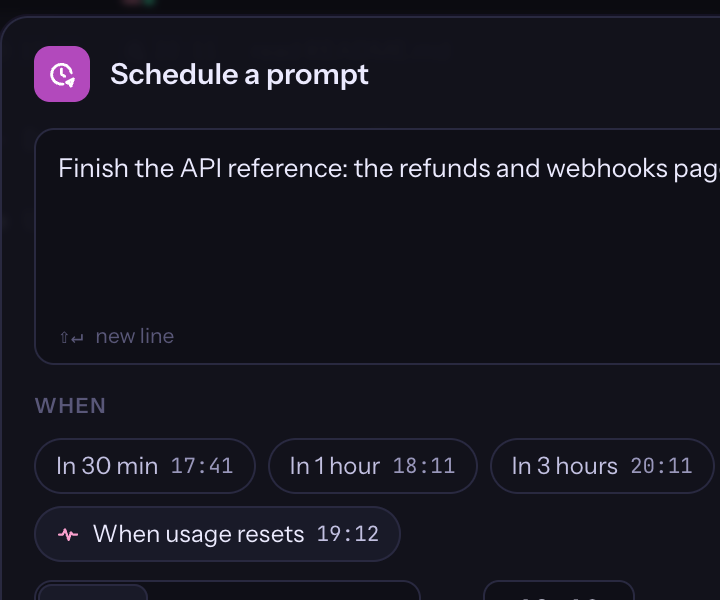 Schedule a prompt
Finish the API reference: the refunds and webhooks
⇧↵ new line
WHEN
In 30 min 17:41
In 1 hour 18:11
In 3 hours 20:11
When usage resets 19:12